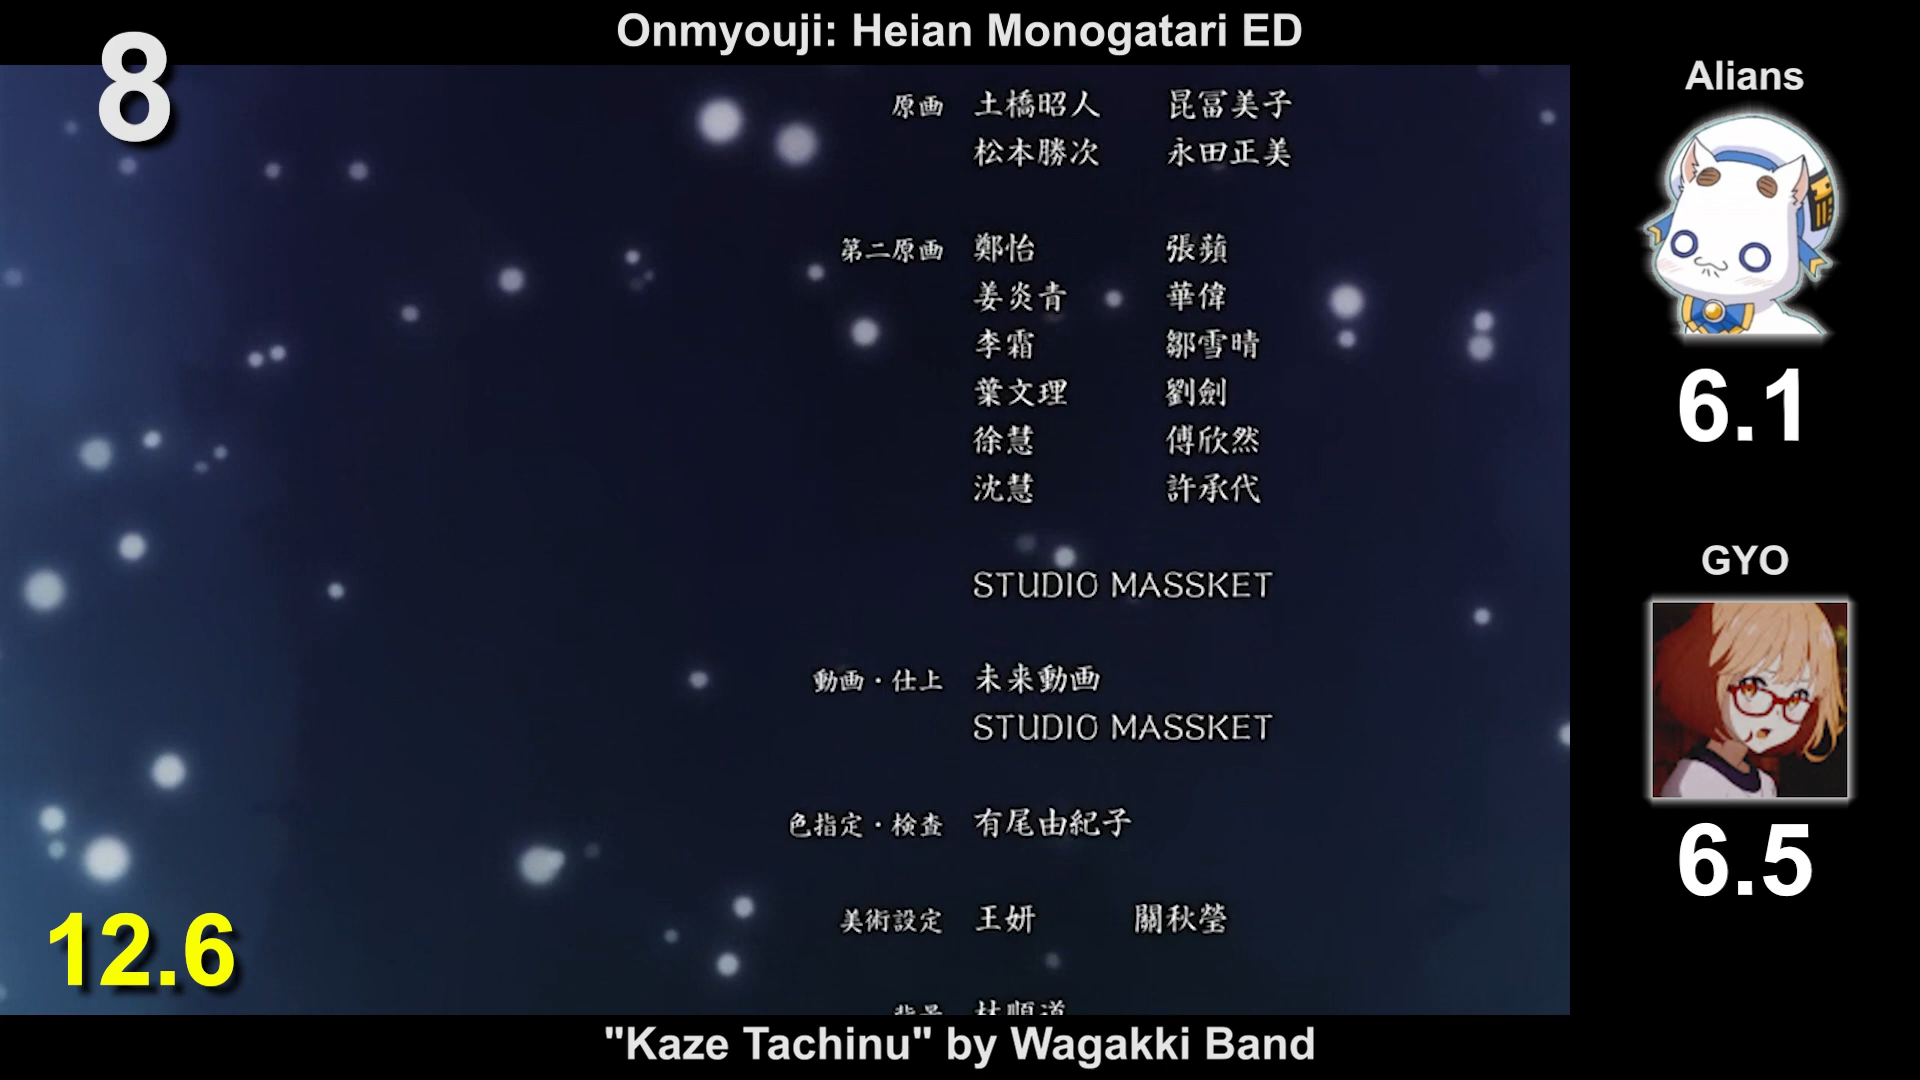 Onmyouji: Heian Monogatari ED
8
Alians
6.1
GYO
6.5
原画 土橋昭人 昆冨美子
松本勝次 永田正美
第二原画 鄭怡 張蘋
姜炎青 華偉
李霜 鄒雪晴
葉文理 劉劍
徐慧 傅欣然
沈慧 許承代
STUDIO MASSKET
動画・仕上 未来動画
STUDIO MASSKET
色指定・検査 有尾由紀子
美術設定 王妍 關秋瑩
12.6
"Kaze Tachinu" by Wagakki Band